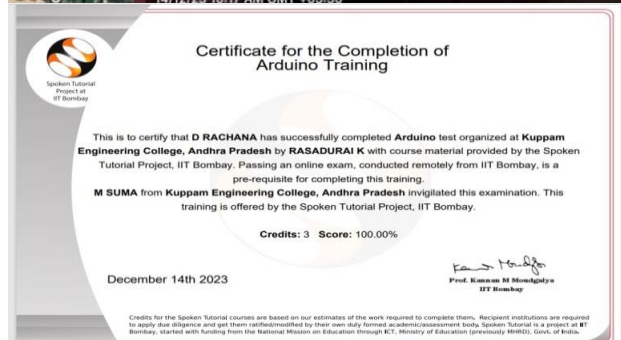 Certificate for the Completion of
Arduino Training
Spoken Tutorial
Project at
IIT Bombay
This is to certify that D RACHANA has successfully completed Arduino test organized at Kuppam
Engineering College, Andhra Pradesh by RASADURAI K with course material provided by the Spoken
Tutorial Project, IIT Bombay. Passing an online exam, conducted remotely from IIT Bombay, is a
pre-requisite for completing this training.
M SUMA from Kuppam Engineering College, Andhra Pradesh invigilated this examination. This
training is offered by the Spoken Tutorial Project, IIT Bombay.
Credits: 3 Score: 100.00%
December 14th 2023
Prof. Kannan M Moudgalya
IIT Bombay
Credits for the Spoken Tutorial courses are based on our estimates of the work required to complete them. Recipient institutions are required
to apply due diligence and get them ratified/modified by their own duly formed academic/assessment body. Spoken Tutorial is a project at IIT
Bombay, started with funding from the National Mission on Education through ICT, Ministry of Education (previously MHRD), Govt. of India.